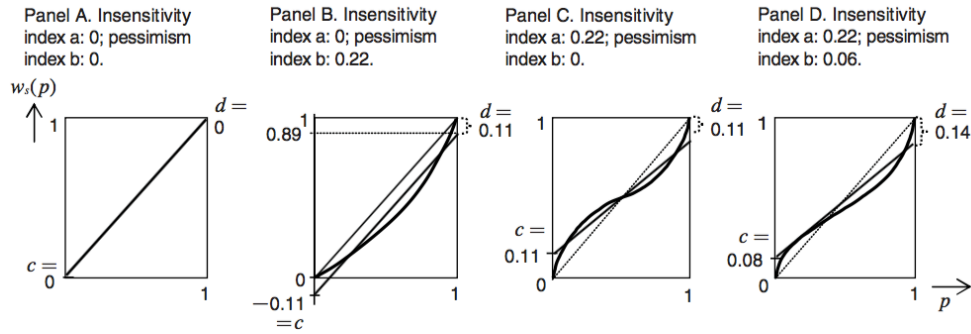 Panel A. Insensitivity
index a: 0; pessimism
index b: 0.
wₛ(p)
1
d =
0
c =
0
1
Panel B. Insensitivity
index a: 0; pessimism
index b: 0.22.
1
0.89
d =
0.11
0
−0.11
=c
1
Panel C. Insensitivity
index a: 0.22; pessimism
index b: 0.
1
d =
0.11
c =
0.11
0
1
Panel D. Insensitivity
index a: 0.22; pessimism
index b: 0.06.
1
d =
0.14
c =
0.08
0
1
p